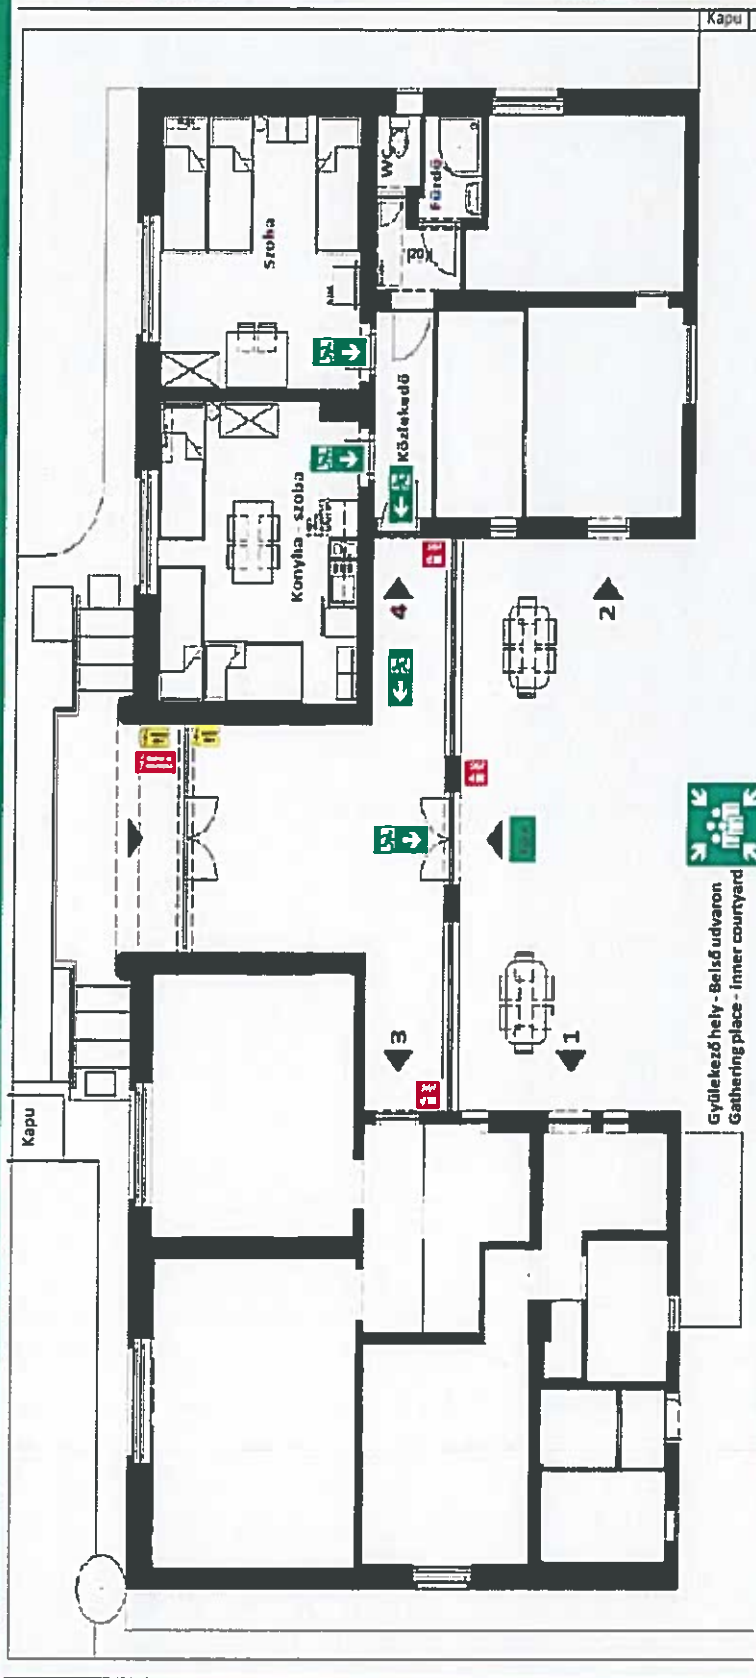 Kapu
Szoba
WC
Fürdő
(20)
Konyha - szoba
Közlekedő
4
2
3
1
Kapu
Gyülekező hely - Belső udvaron
Gathering place - inner courtyard